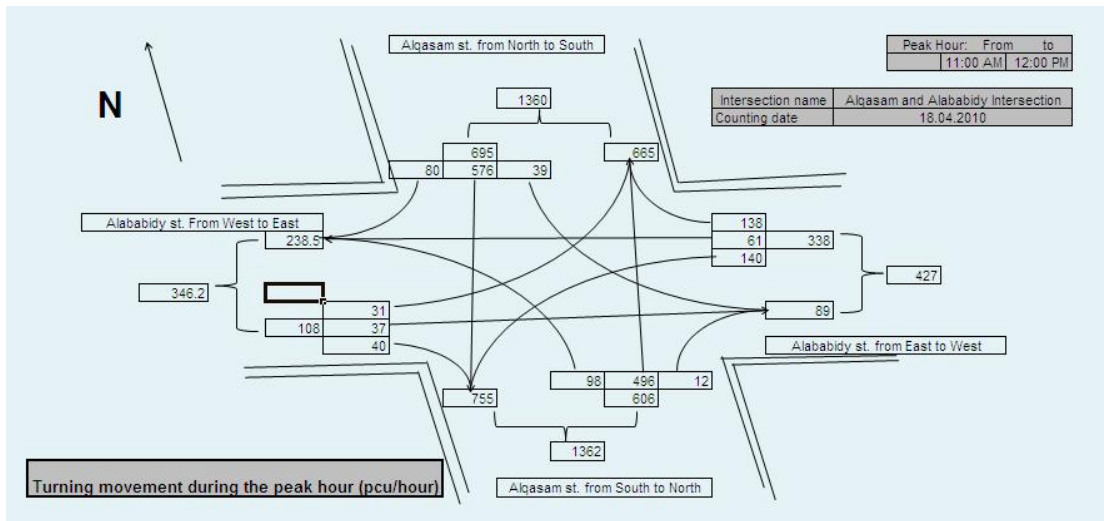 Alqasam st. from North to South
Peak Hour: From to
11:00 AM 12:00 PM
N
1360
Intersection name Alqasam and Alababidy Intersection
Counting date 18.04.2010
695 665
80 576 39
Alababidy st. From West to East
138
238.5 61 338
140
427
346.2
31 89
108 37
40
Alababidy st. from East to West
98 496 12
755 606
1362
Turning movement during the peak hour (pcu/hour)
Alqasam st. from South to North